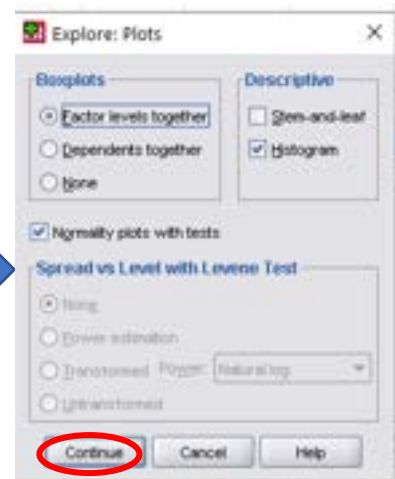 Explore: Plots
Boxplots
Factor levels together
Dependents together
None
Descriptive
Stem-and-leaf
Histogram
Normality plots with tests
Spread vs Level with Levene Test
None
Power estimation
Transformed Power: Natural log
Untransformed
Continue Cancel Help